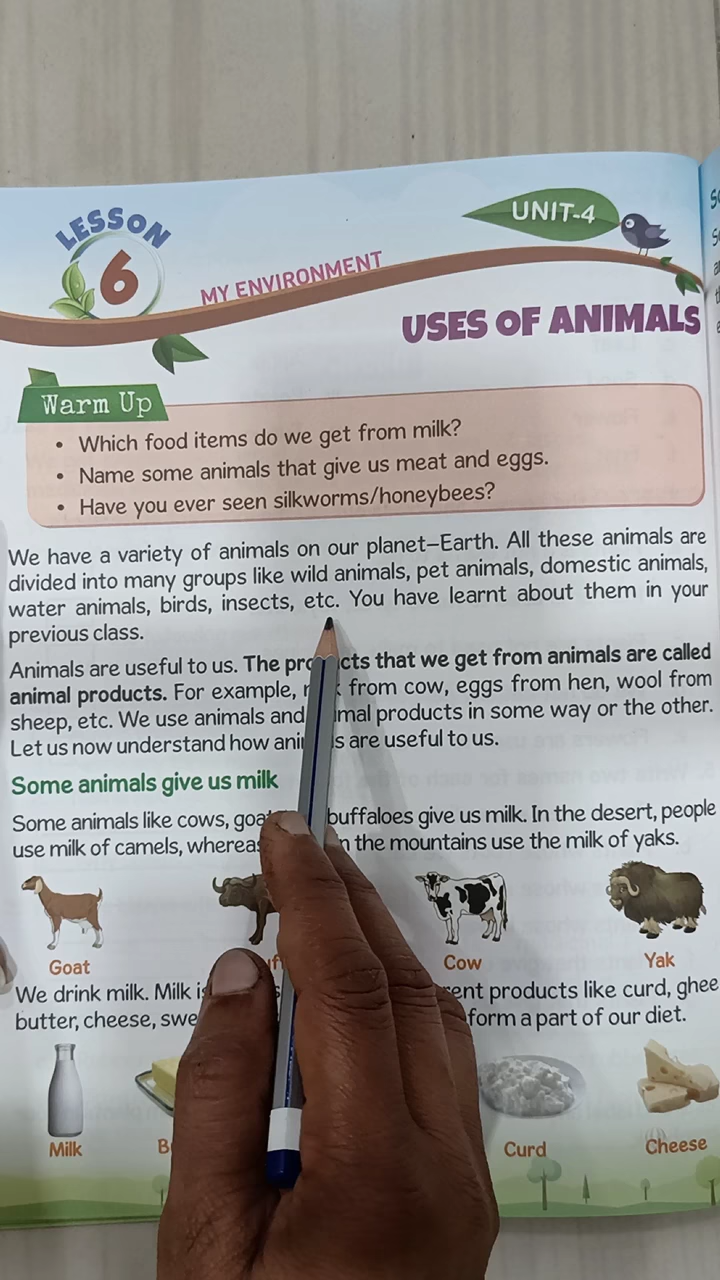 LESSON
6
MY ENVIRONMENT
UNIT-4
USES OF ANIMALS
Warm Up
• Which food items do we get from milk?
• Name some animals that give us meat and eggs.
• Have you ever seen silkworms/honeybees?
We have a variety of animals on our planet–Earth. All these animals are
divided into many groups like wild animals, pet animals, domestic animals,
water animals, birds, insects, etc. You have learnt about them in your
previous class.
Animals are useful to us. The that we get from animals are called
animal products. For example, from cow, eggs from hen, wool from
sheep, etc. We use animals and products in some way or the other.
Let us now understand how are useful to us.
Some animals give us milk
Some animals like cows, buffaloes give us milk. In the desert, people
use milk of camels, whereas the mountains use the milk of yaks.
Goat
Cow
Yak
We drink milk. Milk products like curd, ghee
butter, cheese, form a part of our diet.
Milk
Curd
Cheese